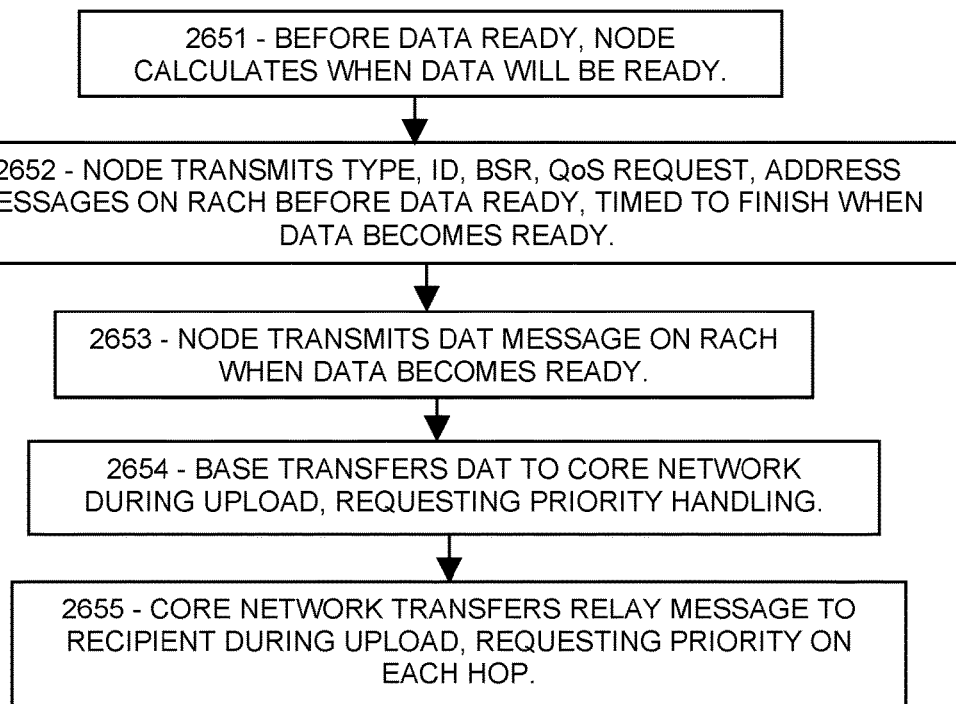 2651 - BEFORE DATA READY, NODE
CALCULATES WHEN DATA WILL BE READY.
2652 - NODE TRANSMITS TYPE, ID, BSR, QoS REQUEST, ADDRESS
ESSAGES ON RACH BEFORE DATA READY, TIMED TO FINISH WHEN
DATA BECOMES READY.
2653 - NODE TRANSMITS DAT MESSAGE ON RACH
WHEN DATA BECOMES READY.
2654 - BASE TRANSFERS DAT TO CORE NETWORK
DURING UPLOAD, REQUESTING PRIORITY HANDLING.
2655 - CORE NETWORK TRANSFERS RELAY MESSAGE TO
RECIPIENT DURING UPLOAD, REQUESTING PRIORITY ON
EACH HOP.